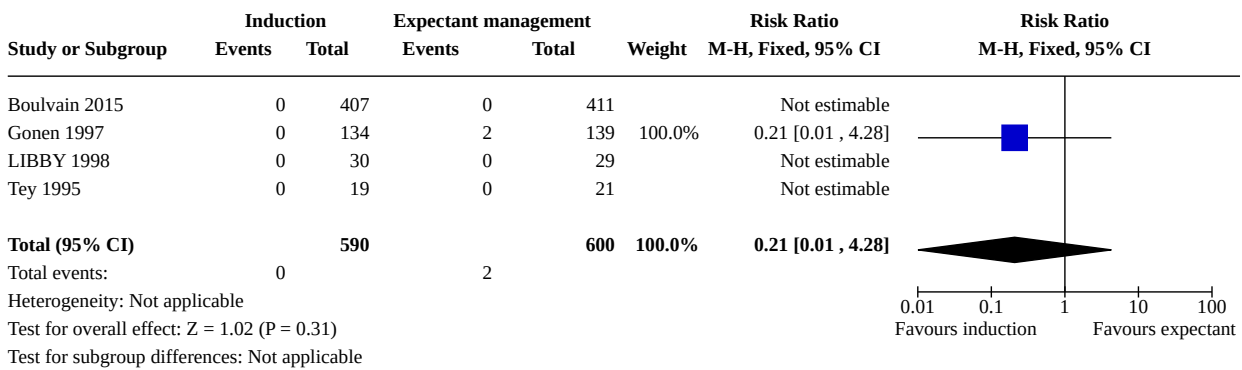 Induction Expectant management Risk Ratio Risk Ratio
Study or Subgroup Events Total Events Total Weight M-H, Fixed, 95% CI M-H, Fixed, 95% CI
Boulvain 2015 0 407 0 411 Not estimable
Gonen 1997 0 134 2 139 100.0% 0.21 [0.01 , 4.28]
LIBBY 1998 0 30 0 29 Not estimable
Tey 1995 0 19 0 21 Not estimable
Total (95% CI) 590 600 100.0% 0.21 [0.01 , 4.28]
Total events: 0 2
Heterogeneity: Not applicable
0.01 0.1 1 10 100
Test for overall effect: Z = 1.02 (P = 0.31) Favours induction Favours expectant
Test for subgroup differences: Not applicable